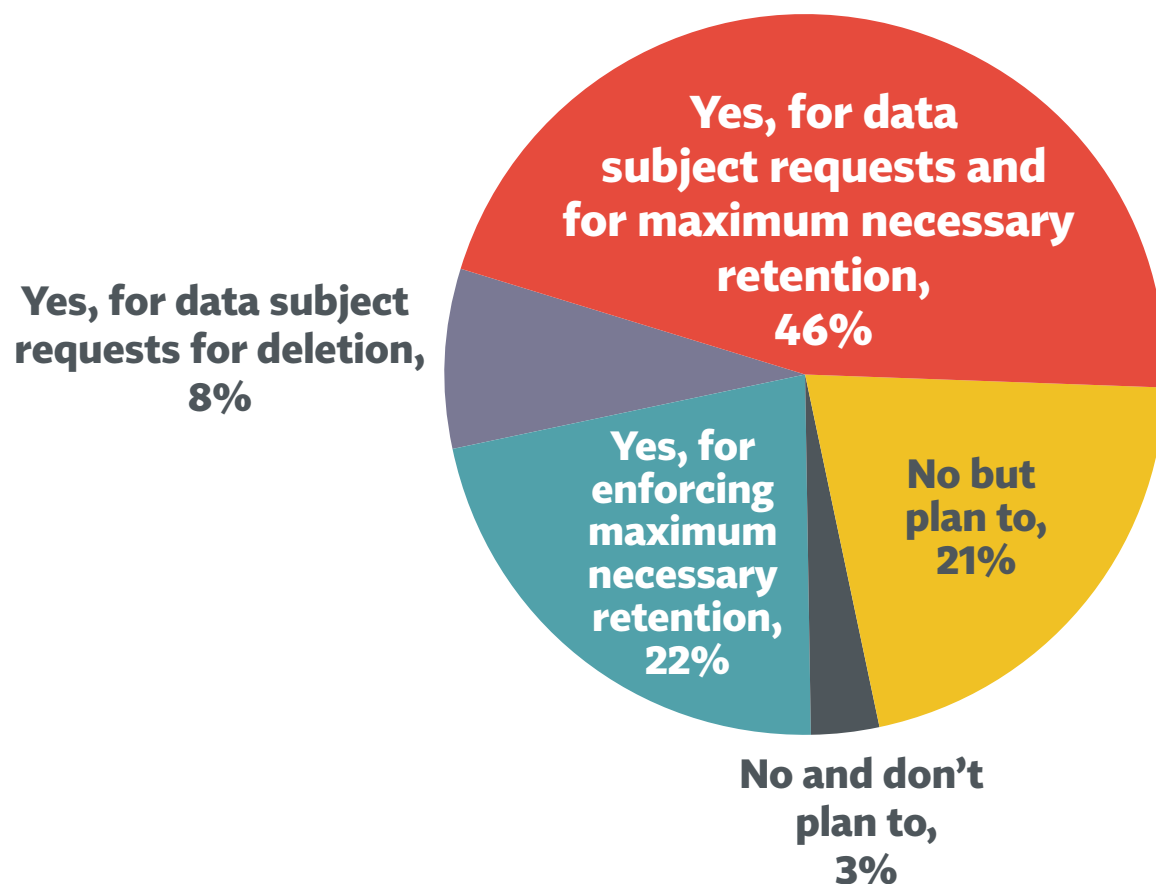 Yes, for data
subject requests and
for maximum necessary
retention,
46%
Yes, for data subject
requests for deletion,
8%
Yes, for
enforcing
maximum
necessary
retention,
22%
No but
plan to,
21%
No and don’t
plan to,
3%